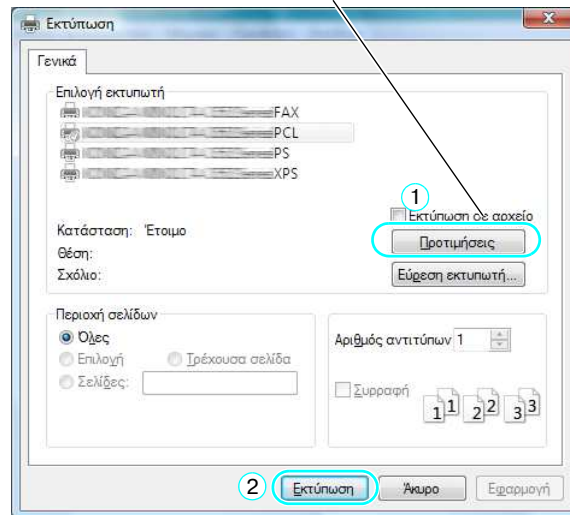 Εκτύπωση
Γενικά
Επιλογή εκτυπωτή
FAX
PCL
PS
XPS
1
Εκτύπωση σε αρχείο
Κατάσταση: Έτοιμο
Προτιμήσεις
Θέση:
Σχόλιο:
Εύρεση εκτυπωτή...
Περιοχή σελίδων
Όλες
Επιλογή
Τρέχουσα σελίδα
Σελίδες:
Αριθμός αντιτύπων 1
Συρραφή
1 1 2 2 3 3
2
Εκτύπωση
Άκυρο
Εφαρμογή